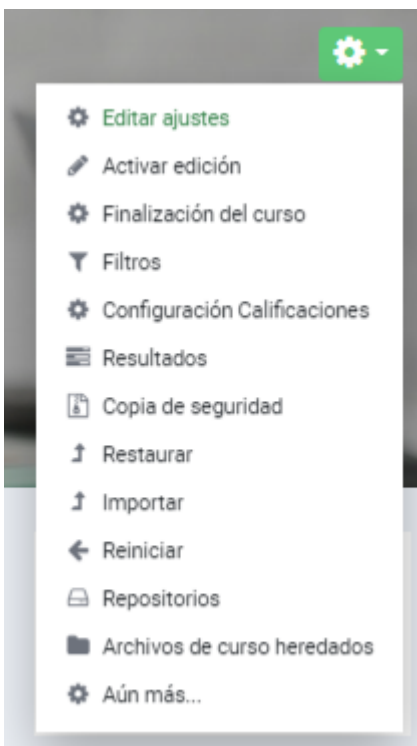 Editar ajustes
Activar edición
Finalización del curso
Filtros
Configuración Calificaciones
Resultados
Copia de seguridad
Restaurar
Importar
Reiniciar
Repositorios
Archivos de curso heredados
Aún más...